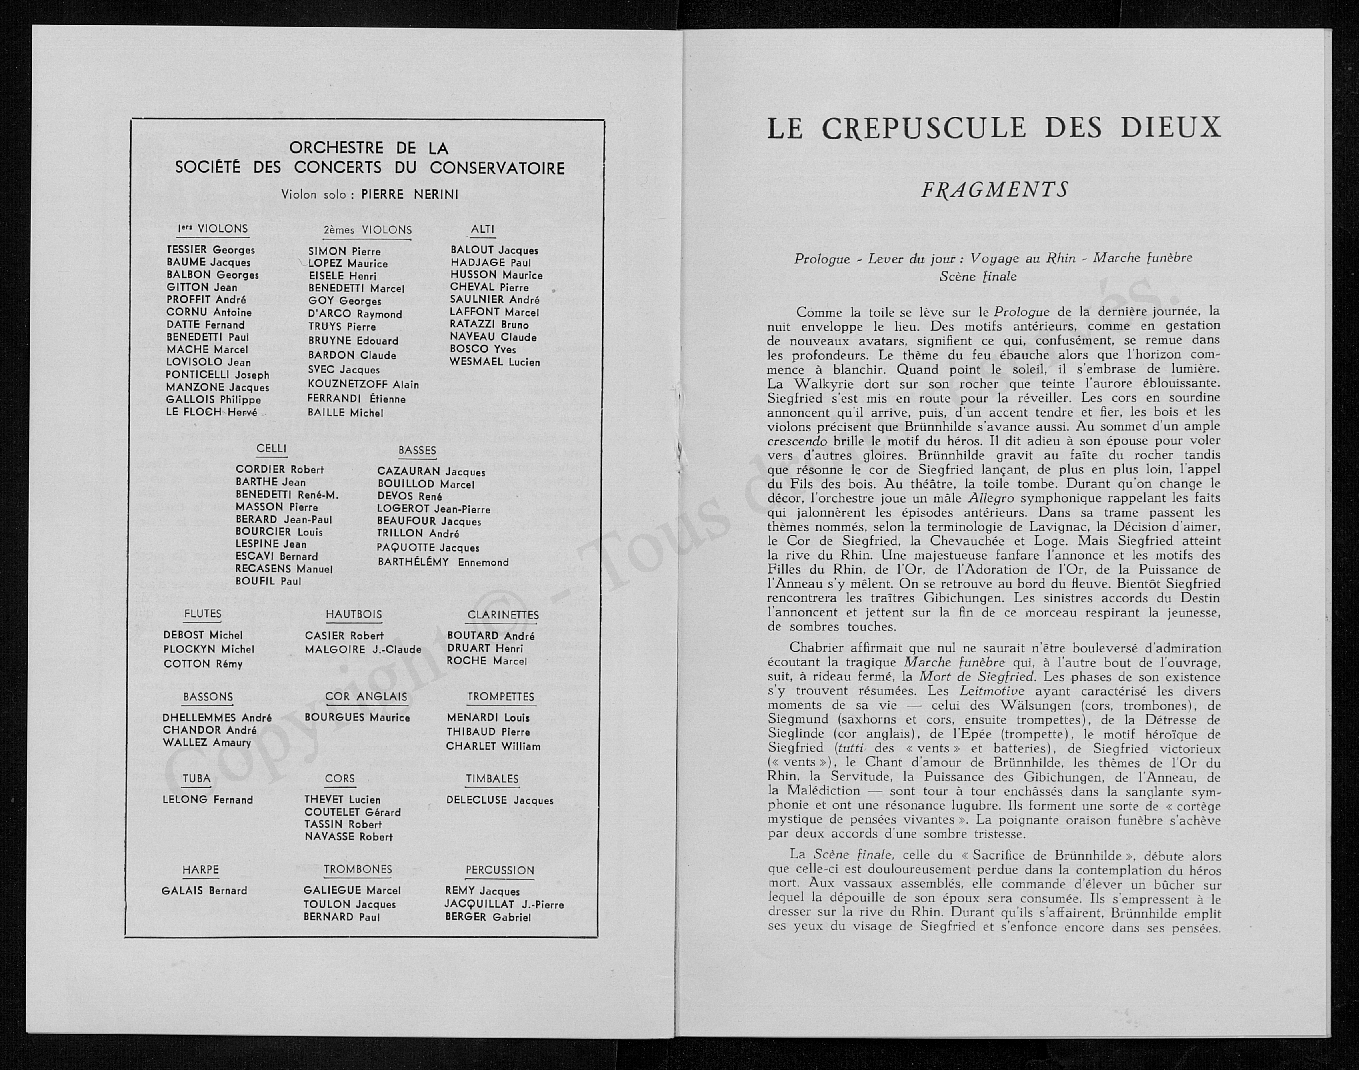 ORCHESTRE DE LA
SOCIÉTÉ DES CONCERTS DU CONSERVATOIRE
Violon solo : PIERRE NERINI
1ers VIOLONS
TESSIER Georges
BAUME Jacques
BALBON Georges
GITTON Jean
PROFFIT André
CORNU Antoine
DATTE Fernand
BENEDETTI Paul
MACHE Marcel
LOVISOLO Jean
PONTICELLI Joseph
MANZONE Jacques
GALLOIS Philippe
LE FLOCH Hervé
2èmes VIOLONS
SIMON Pierre
LOPEZ Maurice
EISELE Henri
BENEDETTI Marcel
GOY Georges
D'ARCO Raymond
TRUYS Pierre
BRUYNE Edouard
BARDON Claude
SVEC Jacques
KOUZNETZOFF Alain
FERRANDI Étienne
BAILLE Michel
ALTI
BALOUT Jacques
HADJAGE Paul
HUSSON Maurice
CHEVAL Pierre
SAULNIER André
LAFFONT Marcel
RATAZZI Bruno
NAVEAU Claude
BOSCO Yves
WESMAEL Lucien
CELLI
CORDIER Robert
BARTHE Jean
BENEDETTI René-M.
MASSON Pierre
BERARD Jean-Paul
BOURCIER Louis
LESPINE Jean
ESCAVI Bernard
RECASENS Manuel
BOUFIL Paul
BASSES
CAZAURAN Jacques
BOUILLOD Marcel
DEVOS René
LOGEROT Jean-Pierre
BEAUFOUR Jacques
TRILLON André
PAQUOTTE Jacques
BARTHÉLÉMY Ennemond
FLUTES
DEBOST Michel
PLOCKYN Michel
COTTON Rémy
HAUTBOIS
CASIER Robert
MALGOIRE J.-Claude
CLARINETTES
BOUTARD André
DRUART Henri
ROCHE Marcel
BASSONS
DHELLEMMES André
CHANDOR André
WALLEZ Amaury
COR ANGLAIS
BOURGUES Maurice
TROMPETTES
MENARDI Louis
THIBAUD Pierre
CHARLET William
TUBA
LELONG Fernand
CORS
THEVET Lucien
COUTELET Gérard
TASSIN Robert
NAVASSE Robert
TIMBALES
DELECLUSE Jacques
HARPE
GALAIS Bernard
TROMBONES
GALIEGUE Marcel
TOULON Jacques
BERNARD Paul
PERCUSSION
REMY Jacques
JACQUILLAT J.-Pierre
BERGER Gabriel
LE CREPUSCULE DES DIEUX
FRAGMENTS
Prologue - Lever du jour : Voyage au Rhin - Marche funèbre
Scène finale
Comme la toile se lève sur le Prologue de la dernière journée, la
nuit enveloppe le lieu. Des motifs antérieurs, comme en gestation
de nouveaux avatars, signifient ce qui, confusément, se remue dans
les profondeurs. Le thème du feu ébauche alors que l'horizon com-
mence à blanchir. Quand point le soleil, il s'embrase de lumière.
La Walkyrie dort sur son rocher que teinte l'aurore éblouissante.
Siegfried s'est mis en route pour la réveiller. Les cors en sourdine
annoncent qu'il arrive, puis, d'un accent tendre et fier, les bois et les
violons précisent que Brünnhilde s'avance aussi. Au sommet d'un ample
crescendo brille le motif du héros. Il dit adieu à son épouse pour voler
vers d'autres gloires. Brünnhilde gravit au faîte du rocher tandis
que résonne le cor de Siegfried lançant, de plus en plus loin, l'appel
du Fils des bois. Au théâtre, la toile tombe. Durant qu'on change le
décor, l'orchestre joue un mâle Allegro symphonique rappelant les faits
qui jalonnèrent les épisodes antérieurs. Dans sa trame passent les
thèmes nommés, selon la terminologie de Lavignac, la Décision d'aimer,
le Cor de Siegfried, la Chevauchée et Loge. Mais Siegfried atteint
la rive du Rhin. Une majestueuse fanfare l'annonce et les motifs des
Filles du Rhin, de l'Or, de l'Adoration de l'Or, de la Puissance de
l'Anneau s'y mêlent. On se retrouve au bord du fleuve. Bientôt Siegfried
rencontrera les traîtres Gibichungen. Les sinistres accords du Destin
l'annoncent et jettent sur la fin de ce morceau respirant la jeunesse,
de sombres touches.
Chabrier affirmait que nul ne saurait n'être bouleversé d'admiration
écoutant la tragique Marche funèbre qui, à l'autre bout de l'ouvrage,
suit, à rideau fermé, la Mort de Siegfried. Les phases de son existence
s'y trouvent résumées. Les Leitmotive ayant caractérisé les divers
moments de sa vie — celui des Wälsungen (cors, trombones), de
Siegmund (saxhorns et cors, ensuite trompettes), de la Détresse de
Sieglinde (cor anglais), de l'Epée (trompette), le motif héroïque de
Siegfried (tutti des « vents » et batteries), de Siegfried victorieux
(« vents »), le Chant d'amour de Brünnhilde, les thèmes de l'Or du
Rhin, la Servitude, la Puissance des Gibichungen, de l'Anneau, de
la Malédiction — sont tour à tour enchâssés dans la sanglante sym-
phonie et ont une résonance lugubre. Ils forment une sorte de « cortège
mystique de pensées vivantes ». La poignante oraison funèbre s'achève
par deux accords d'une sombre tristesse.
La Scène finale, celle du « Sacrifice de Brünnhilde », débute alors
que celle-ci est douloureusement perdue dans la contemplation du héros
mort. Aux vassaux assemblés, elle commande d'élever un bûcher sur
lequel la dépouille de son époux sera consumée. Ils s'empressent à le
dresser sur la rive du Rhin. Durant qu'ils s'affairent, Brünnhilde emplit
ses yeux du visage de Siegfried et s'enfonce encore dans ses pensées.
Copyright © - Tous droits réservés.